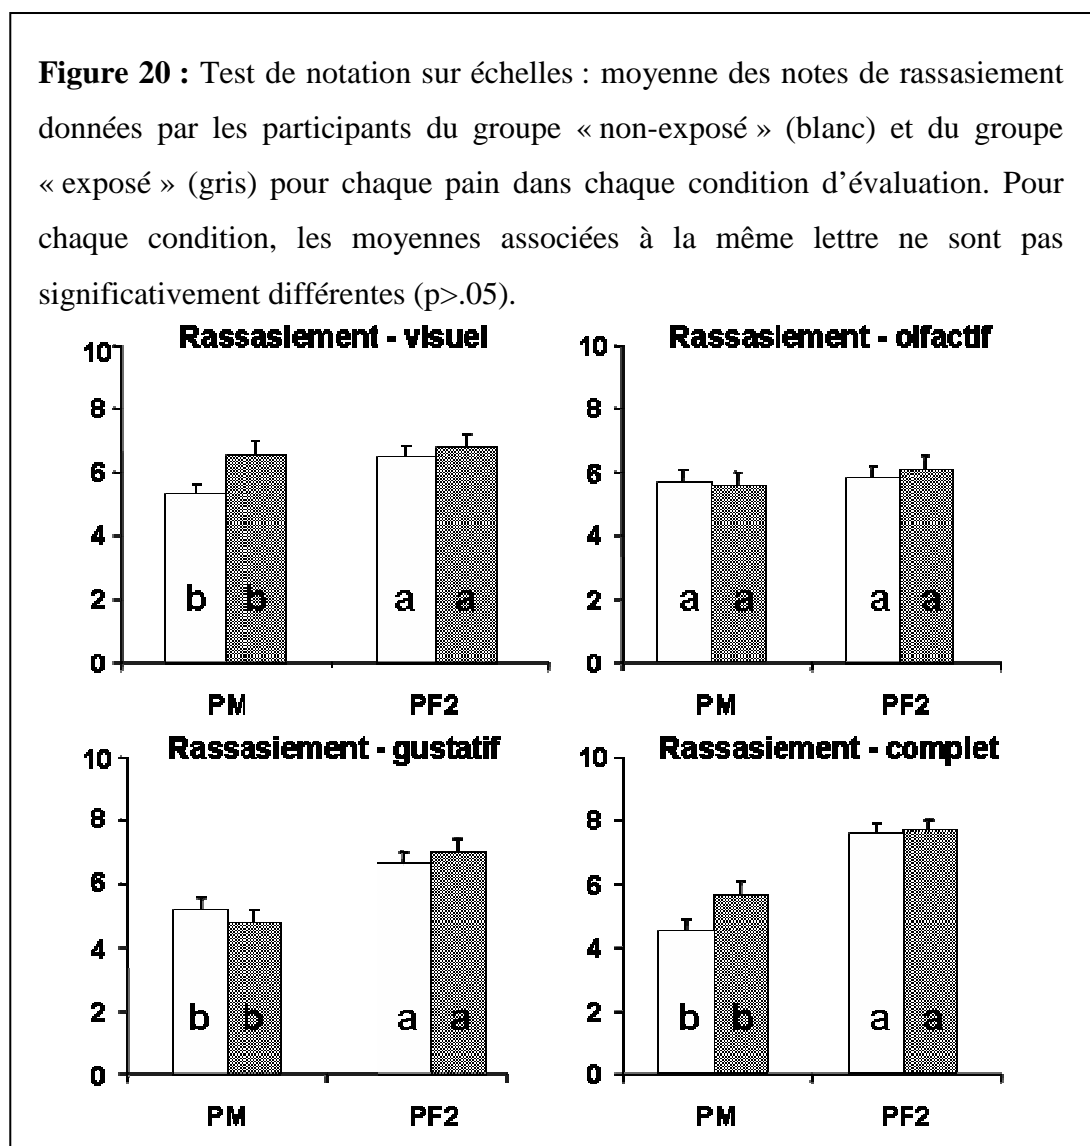 Figure 20 : Test de notation sur échelles : moyenne des notes de rassasiement
données par les participants du groupe « non-exposé » (blanc) et du groupe
« exposé » (gris) pour chaque pain dans chaque condition d’évaluation. Pour
chaque condition, les moyennes associées à la même lettre ne sont pas
significativement différentes (p>.05).
Rassasiement - visuel
10
8
6
4
2
0
b b a a
PM PF2
Rassasiement - olfactif
10
8
6
4
2
0
a a a a
PM PF2
Rassasiement - gustatif
10
8
6
4
2
0
b b a a
PM PF2
Rassasiement - complet
10
8
6
4
2
0
b b a a
PM PF2